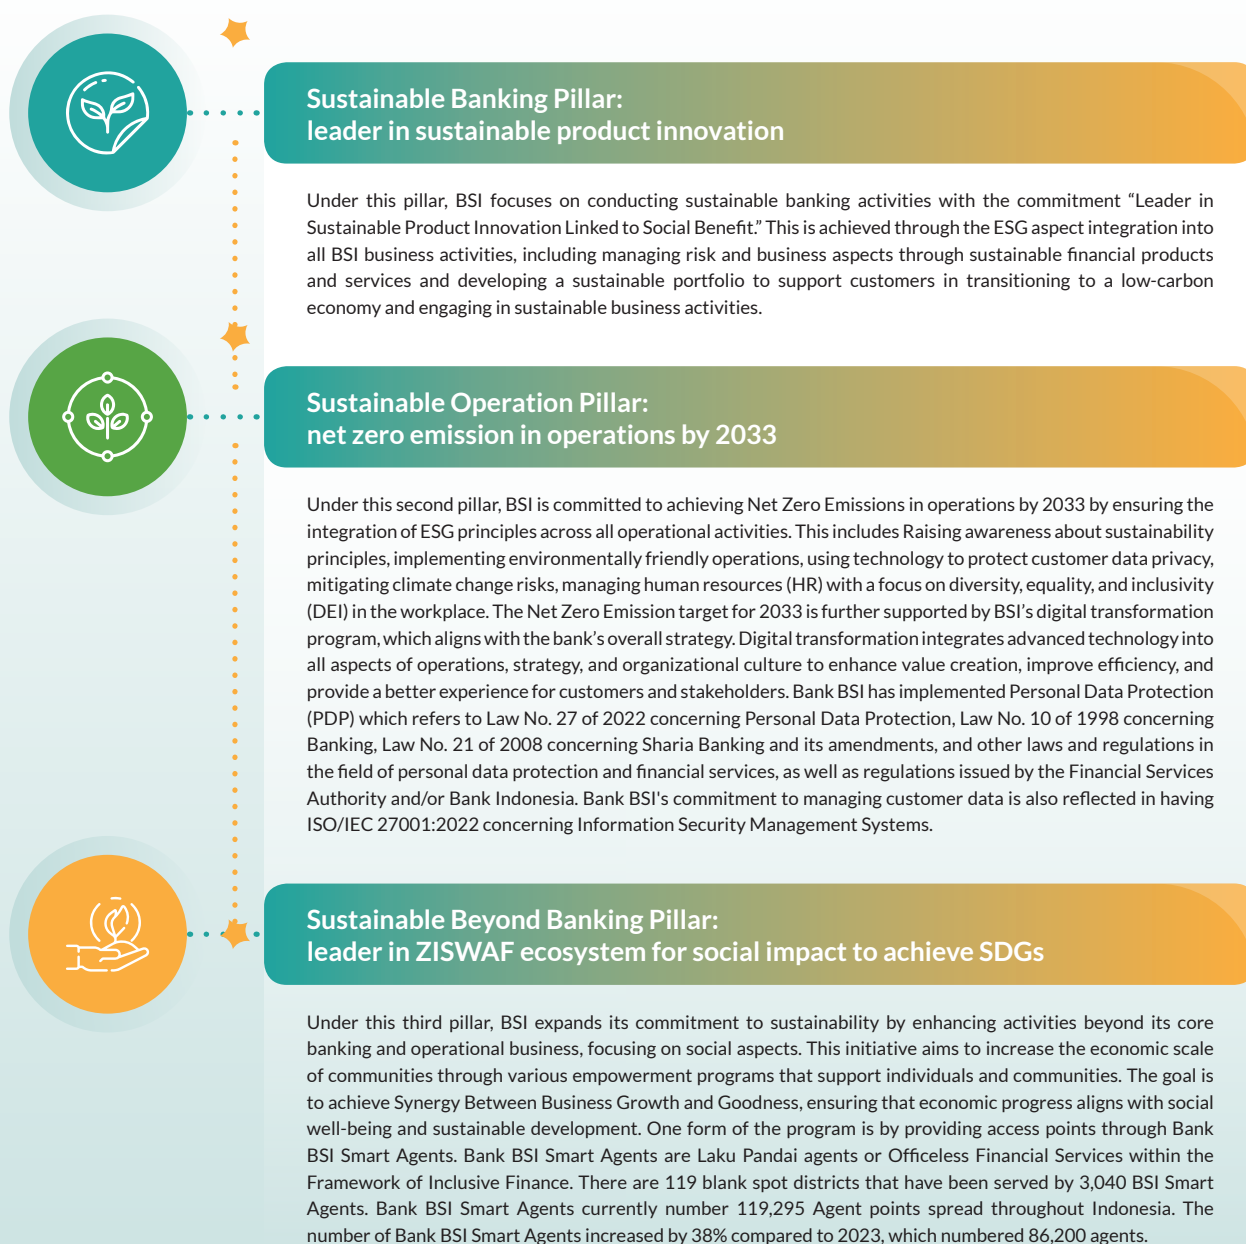 Sustainable Banking Pillar:
leader in sustainable product innovation
Under this pillar, BSI focuses on conducting sustainable banking activities with the commitment “Leader in
Sustainable Product Innovation Linked to Social Benefit.” This is achieved through the ESG aspect integration into
all BSI business activities, including managing risk and business aspects through sustainable financial products
and services and developing a sustainable portfolio to support customers in transitioning to a low-carbon
economy and engaging in sustainable business activities.
Sustainable Operation Pillar:
net zero emission in operations by 2033
Under this second pillar, BSI is committed to achieving Net Zero Emissions in operations by 2033 by ensuring the
integration of ESG principles across all operational activities. This includes Raising awareness about sustainability
principles, implementing environmentally friendly operations, using technology to protect customer data privacy,
mitigating climate change risks, managing human resources (HR) with a focus on diversity, equality, and inclusivity
(DEI) in the workplace. The Net Zero Emission target for 2033 is further supported by BSI’s digital transformation
program, which aligns with the bank’s overall strategy. Digital transformation integrates advanced technology into
all aspects of operations, strategy, and organizational culture to enhance value creation, improve efficiency, and
provide a better experience for customers and stakeholders. Bank BSI has implemented Personal Data Protection
(PDP) which refers to Law No. 27 of 2022 concerning Personal Data Protection, Law No. 10 of 1998 concerning
Banking, Law No. 21 of 2008 concerning Sharia Banking and its amendments, and other laws and regulations in
the field of personal data protection and financial services, as well as regulations issued by the Financial Services
Authority and/or Bank Indonesia. Bank BSI's commitment to managing customer data is also reflected in having
ISO/IEC 27001:2022 concerning Information Security Management Systems.
Sustainable Beyond Banking Pillar:
leader in ZISWAF ecosystem for social impact to achieve SDGs
Under this third pillar, BSI expands its commitment to sustainability by enhancing activities beyond its core
banking and operational business, focusing on social aspects. This initiative aims to increase the economic scale
of communities through various empowerment programs that support individuals and communities. The goal is
to achieve Synergy Between Business Growth and Goodness, ensuring that economic progress aligns with social
well-being and sustainable development. One form of the program is by providing access points through Bank
BSI Smart Agents. Bank BSI Smart Agents are Laku Pandai agents or Officeless Financial Services within the
Framework of Inclusive Finance. There are 119 blank spot districts that have been served by 3,040 BSI Smart
Agents. Bank BSI Smart Agents currently number 119,295 Agent points spread throughout Indonesia. The
number of Bank BSI Smart Agents increased by 38% compared to 2023, which numbered 86,200 agents.